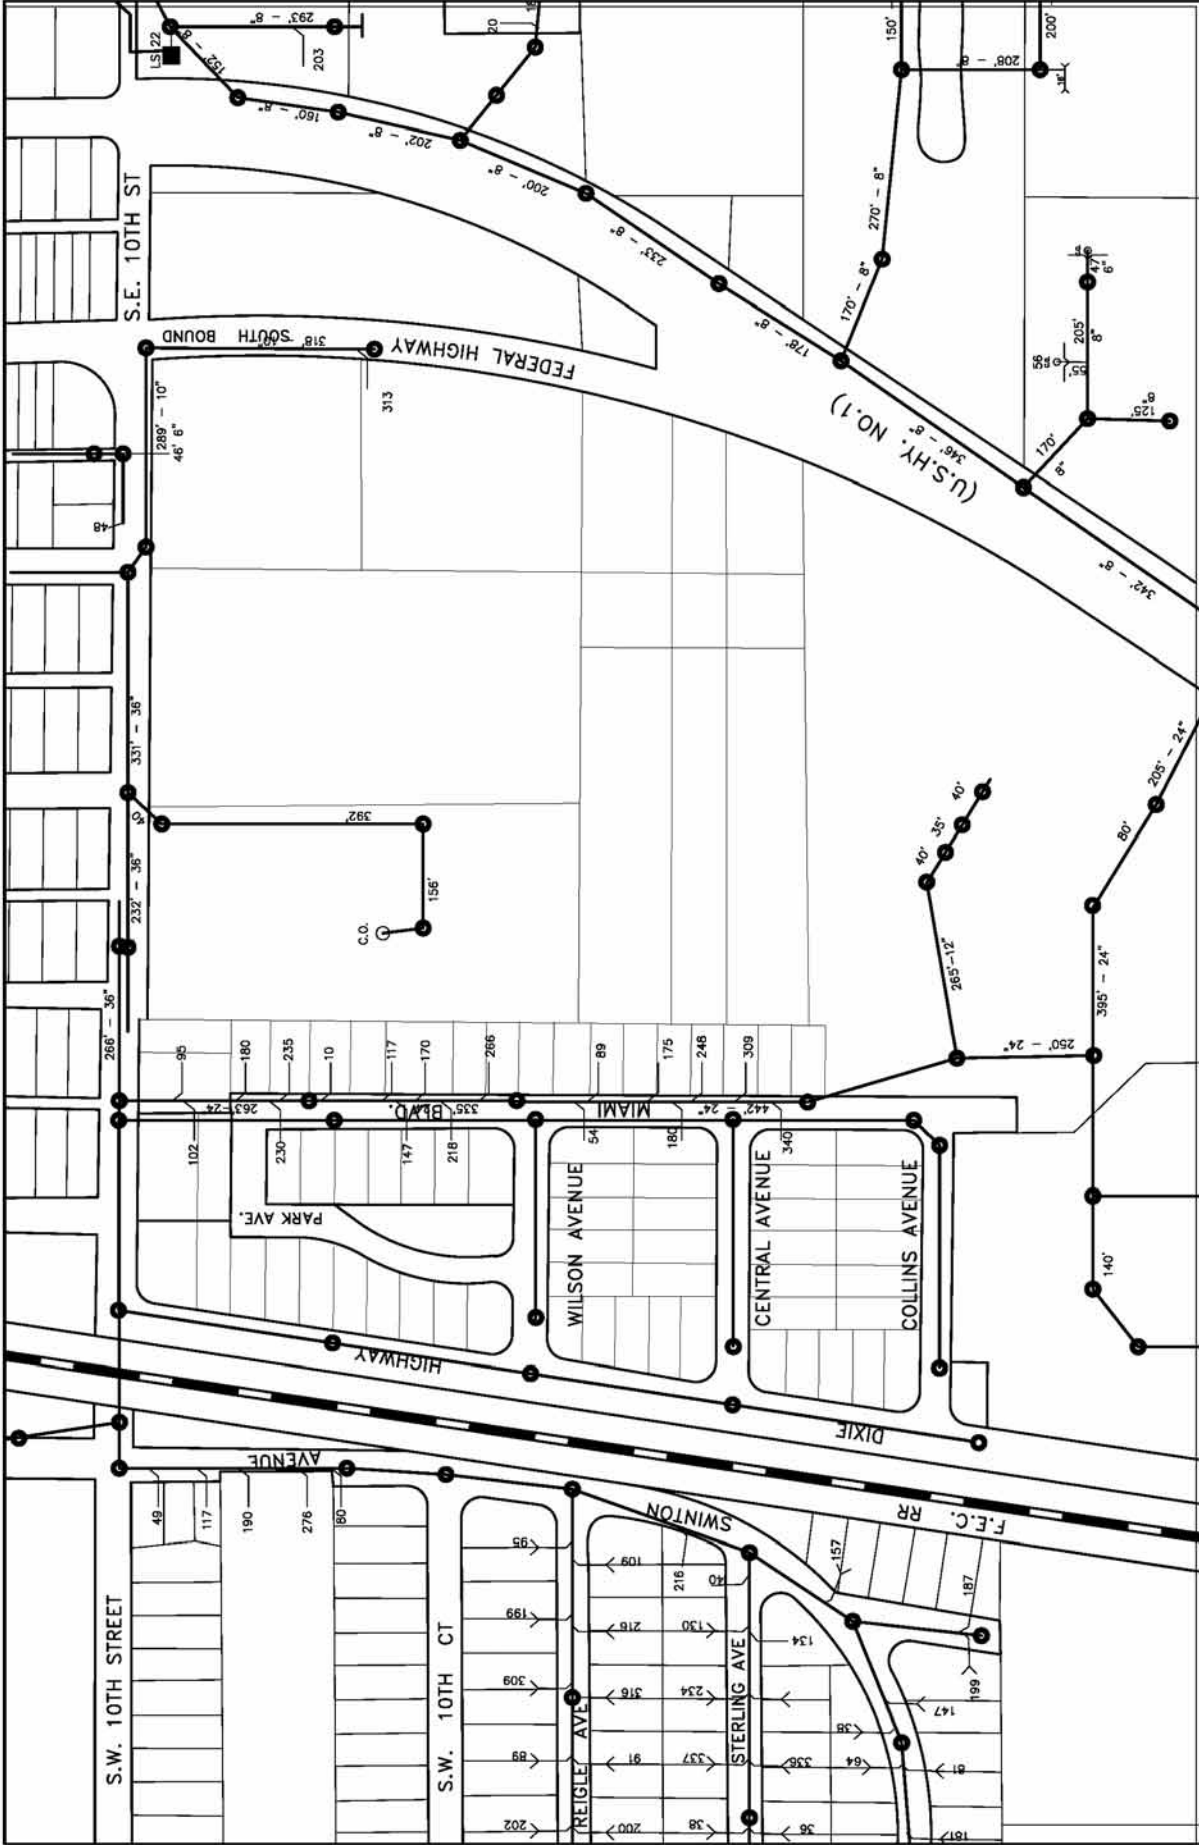 LS122
152' - 8"
293' - 8"
203
160' - 8"
202' - 8"
200' - 8"
233' - 8"
178' - 8"
346' - 8"
342' - 8"
20
150'
208' - 8"
200'
18'
270' - 8"
170' - 8"
47
6"
205'
8"
56
55'
125'
8"
170'
8"
S.E. 10TH ST
SOUTH BOUND
318' - 10"
313
FEDERAL HIGHWAY
(U.S.HY. NO.1)
289' - 10"
46' 6"
48
331' - 36"
232' - 36"
266' - 36"
392'
156'
C.O.
40'
35'
40'
265'-12"
205' - 24"
80'
395' - 24"
250' - 24"
140'
95
180
235
10
117
170
266
89
175
248
309
263'-24"
335'
BLVD.
MIAMI
442' - 24"
102
230
147
218
54
180
340
PARK AVE.
WILSON AVENUE
CENTRAL AVENUE
COLLINS AVENUE
HIGHWAY
DIXIE
F.E.C. RR
AVENUE
SWINTON
49
117
190
276
80
S.W. 10TH STREET
S.W. 10TH CT
REIGLE AVE
STERLING AVE
95
109
216
40
157
187
199
216
130
134
199
309
316
234
147
38
89
91
337
336
64
81
202
200
38
36
181